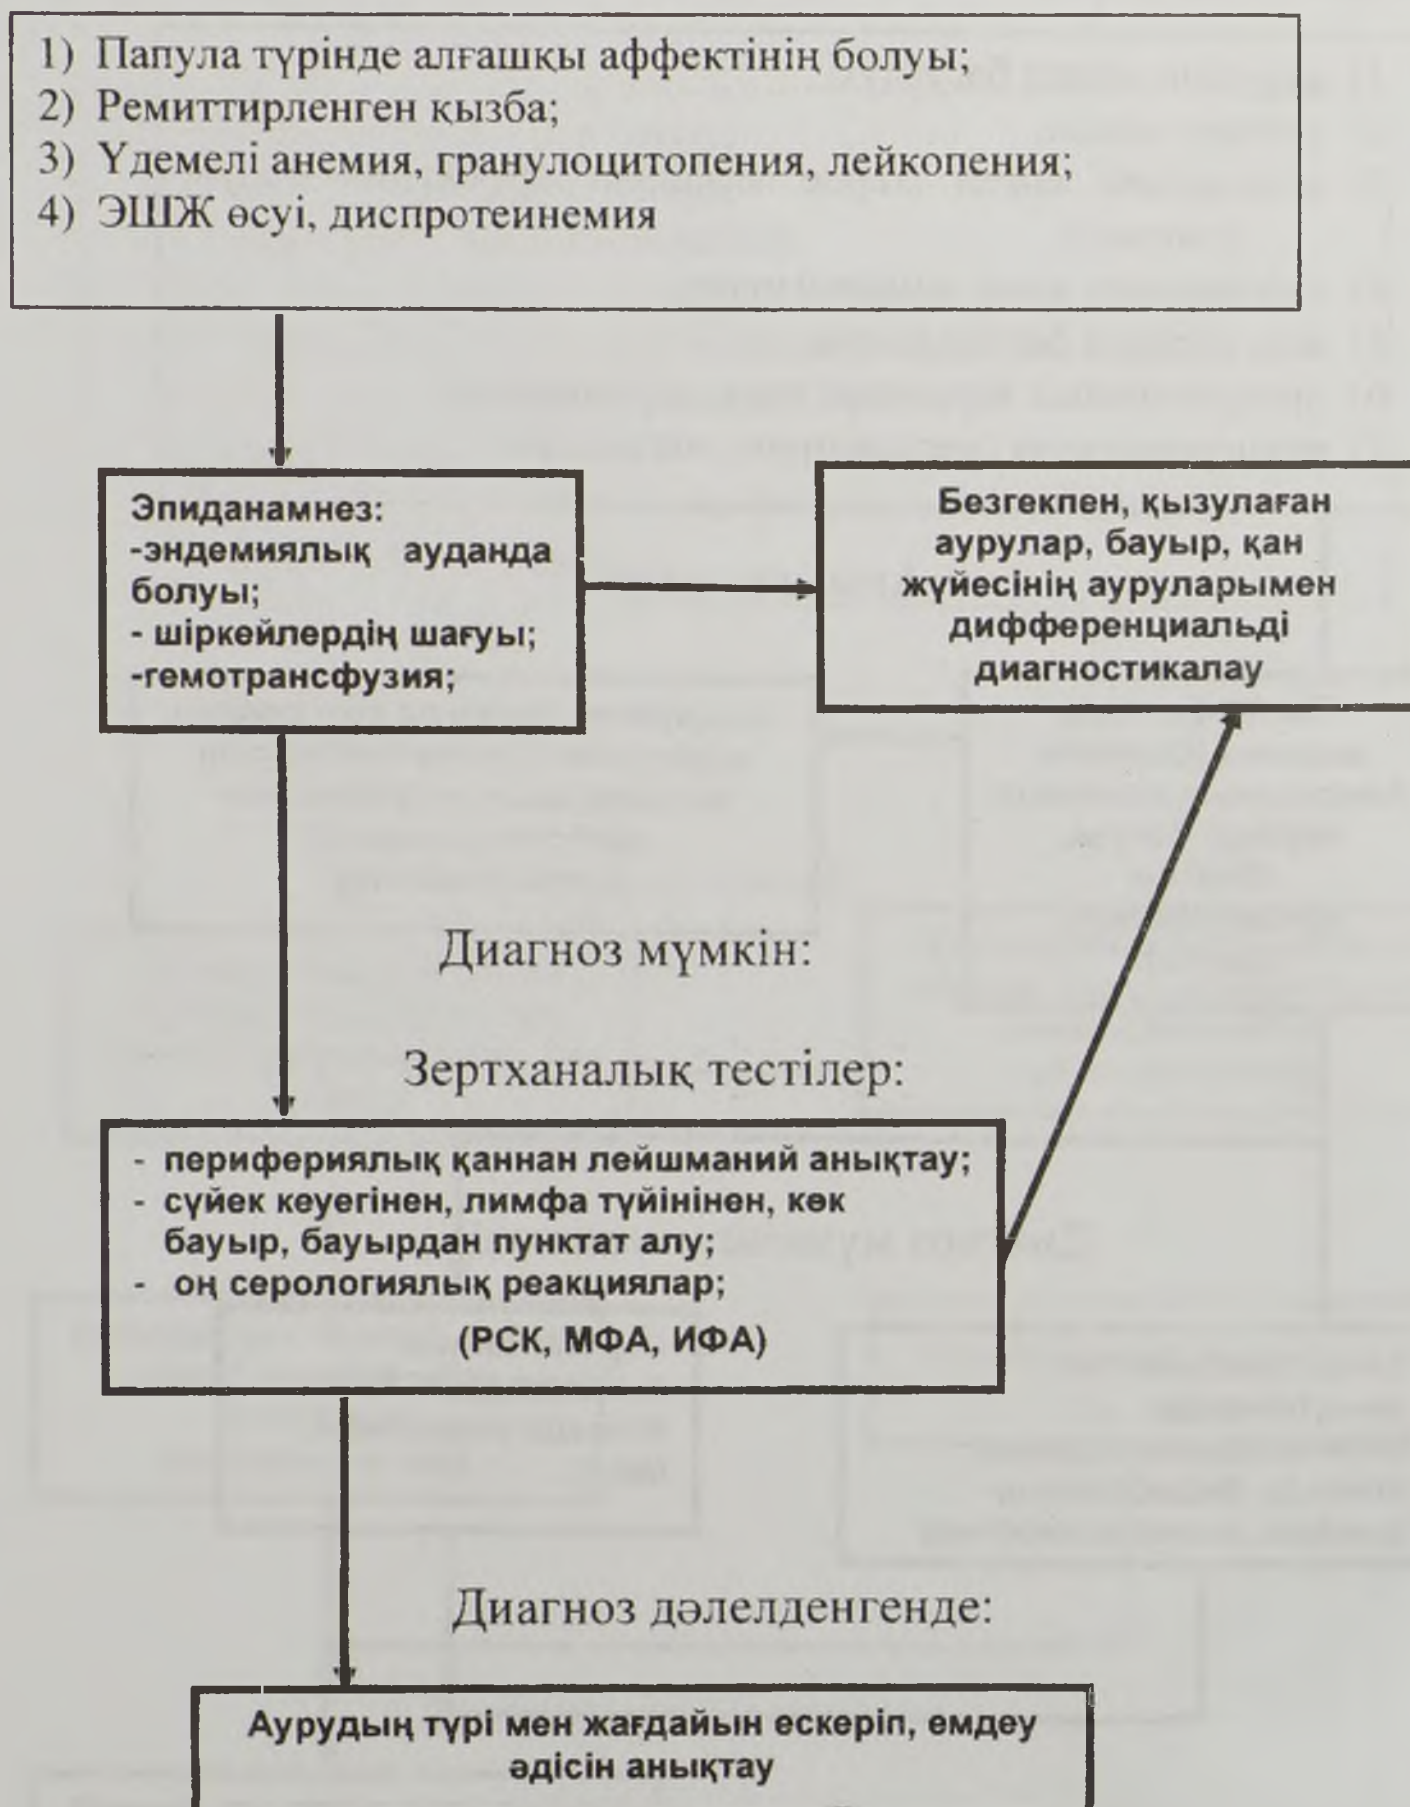 1) Папула түрінде алғашқы аффектінің болуы;
2) Ремиттирленген қызба;
3) Үдемелі анемия, гранулоцитопения, лейкопения;
4) ЭШЖ өсуі, диспротеинемия
Эпиданамнез:
-эндемиялық ауданда
болуы;
- шіркейлердің шағуы;
-гемотрансфузия;
Безгекпен, қызулаған
аурулар, бауыр, қан
жүйесінің ауруларымен
дифференциальді
диагностикалау
Диагноз мүмкін:
Зертханалық тестілер:
- перифериялық қаннан лейшманий анықтау;
- сүйек кеуегінен, лимфа түйінінен, көк
бауыр, бауырдан пунктат алу;
- оң серологиялық реакциялар;
(РСК, МФА, ИФА)
Диагноз дәлелденгенде:
Аурудың түрі мен жағдайын ескеріп, емдеу
әдісін анықтау